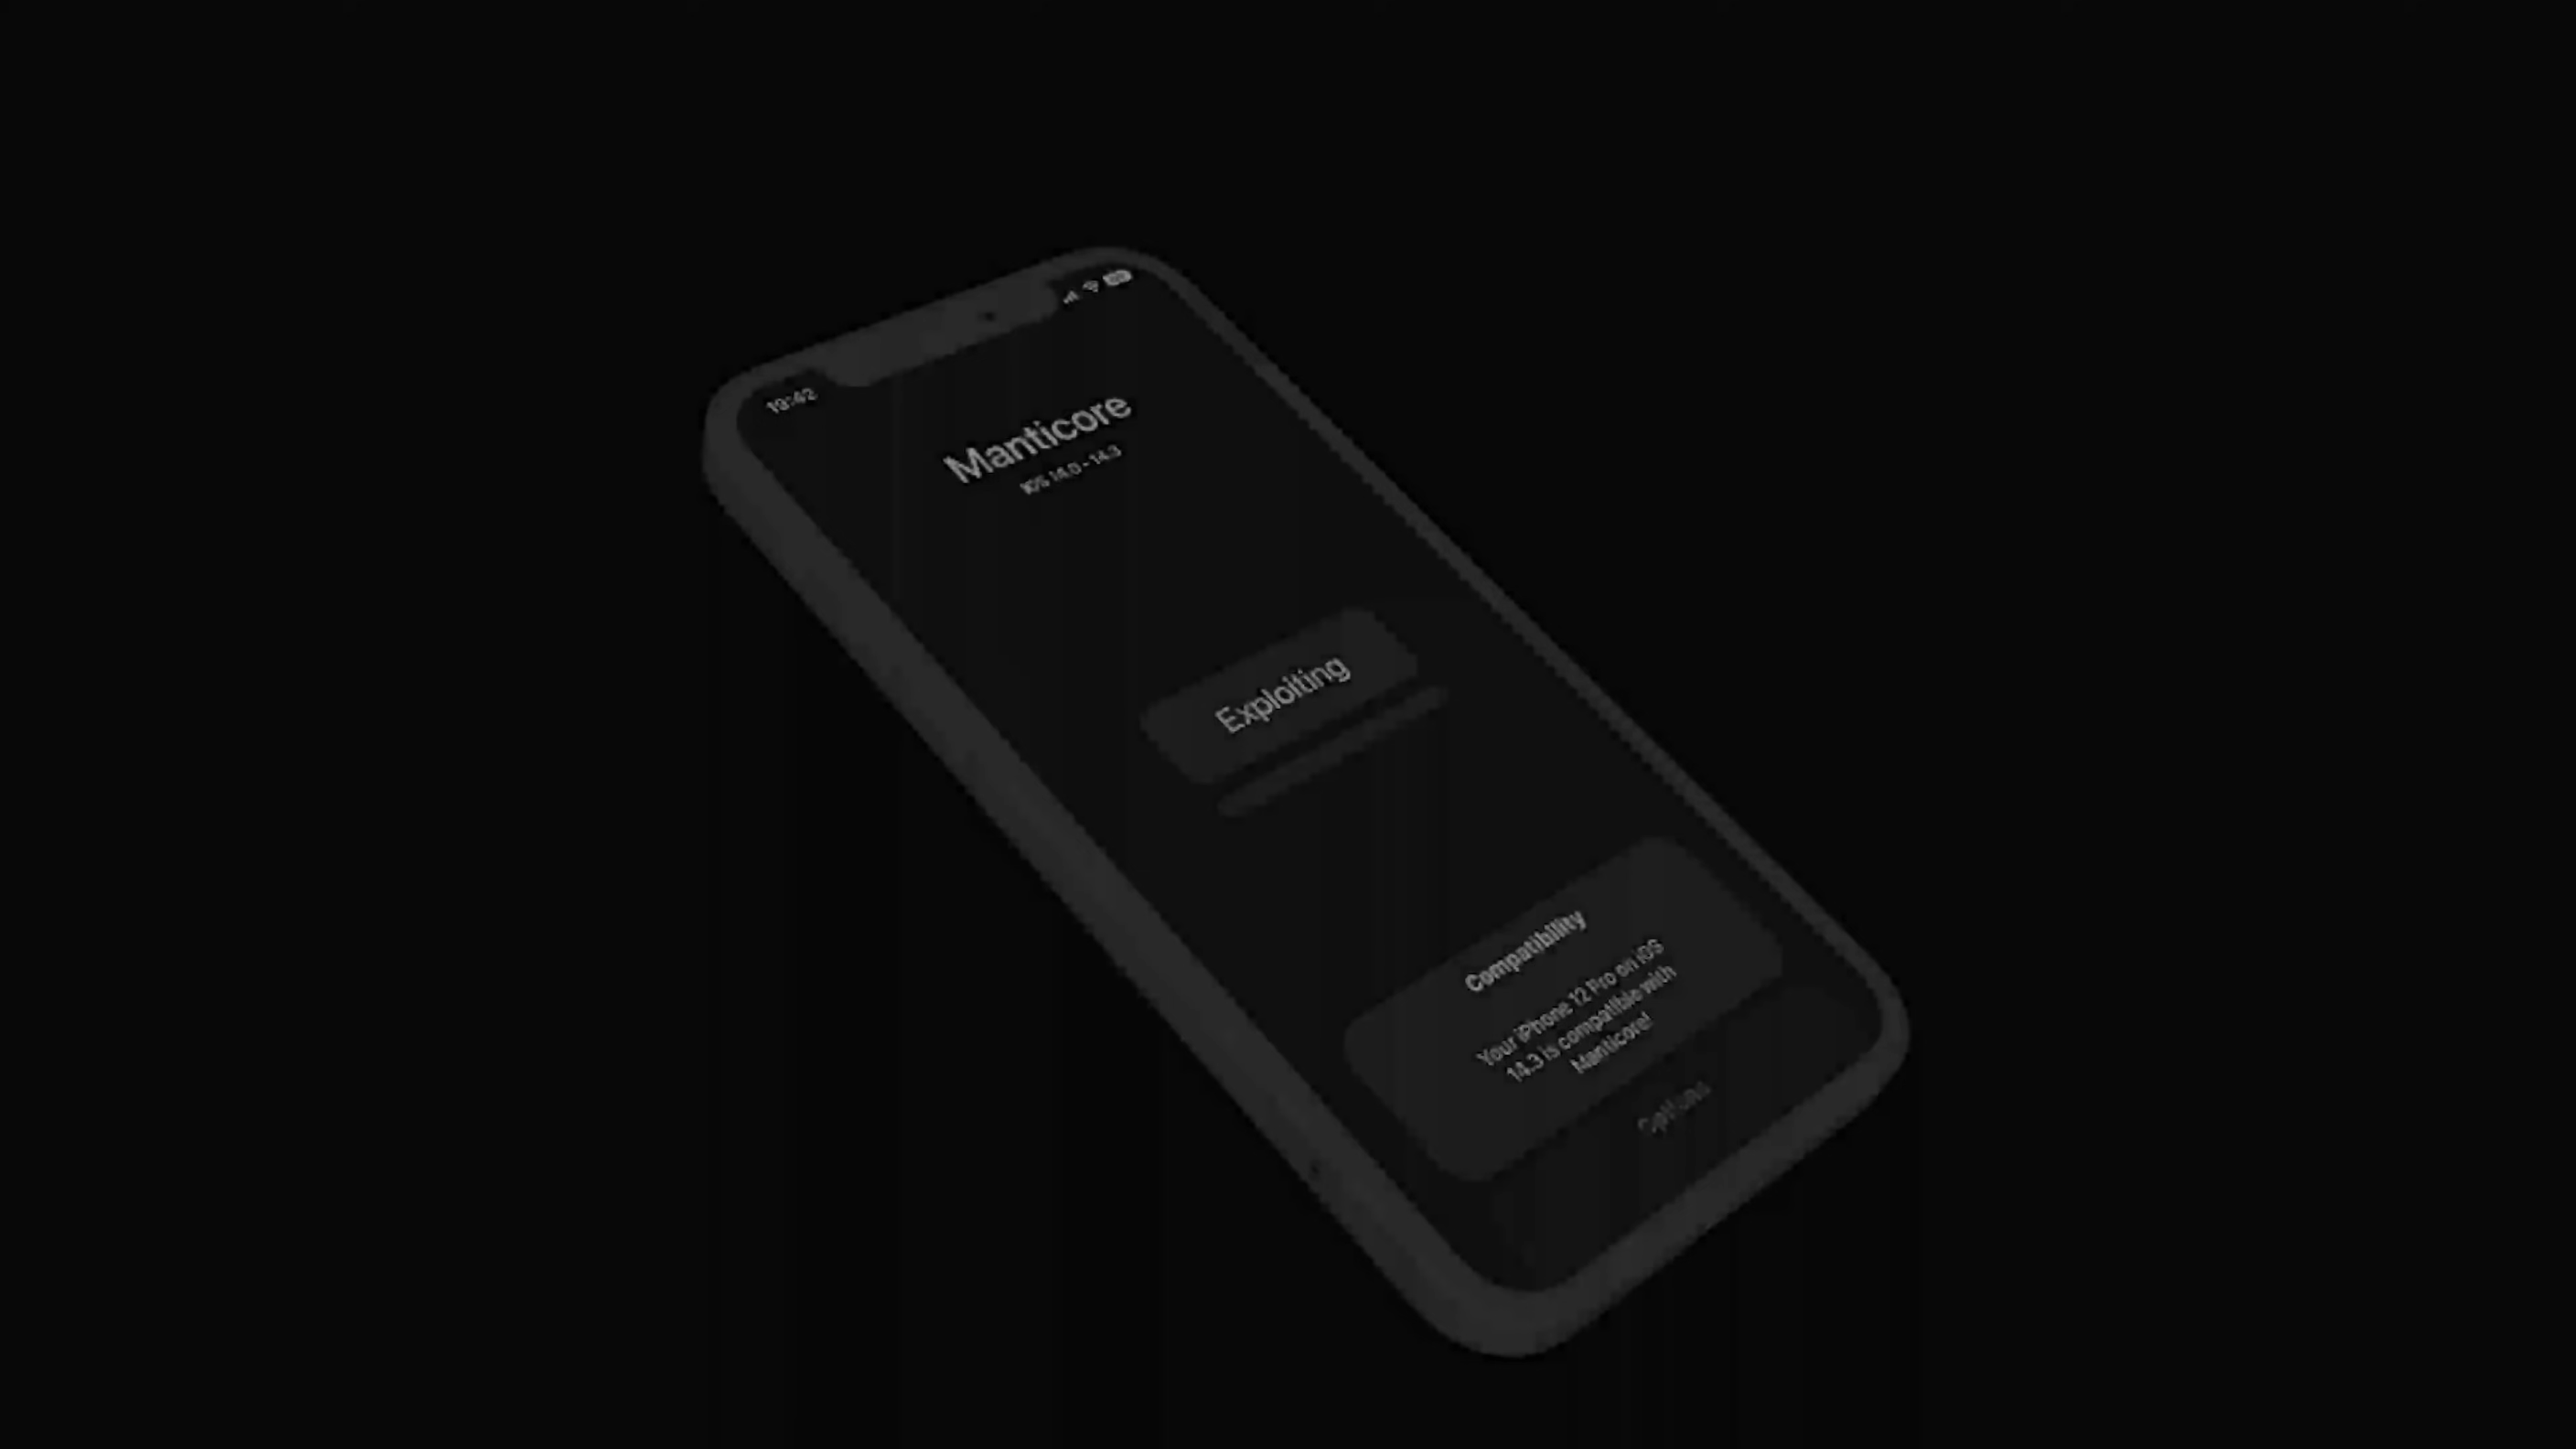 19:42
Manticore
iOS 14.0 - 14.3
Exploiting
Compatibility
Your iPhone 12 Pro on iOS
14.3 is compatible with
Manticore!
Options